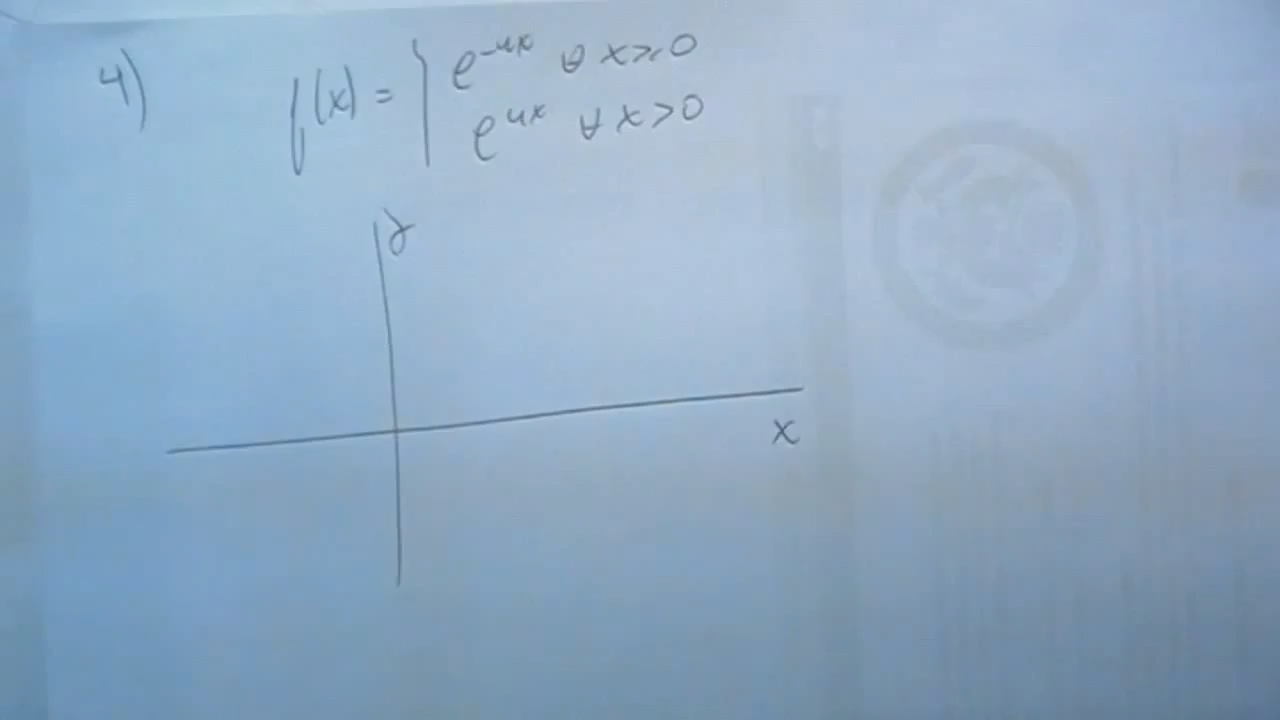 4) f(x) = { e^{-4x} ∀ x ≥ 0
e^{4x} ∀ x > 0
y
x